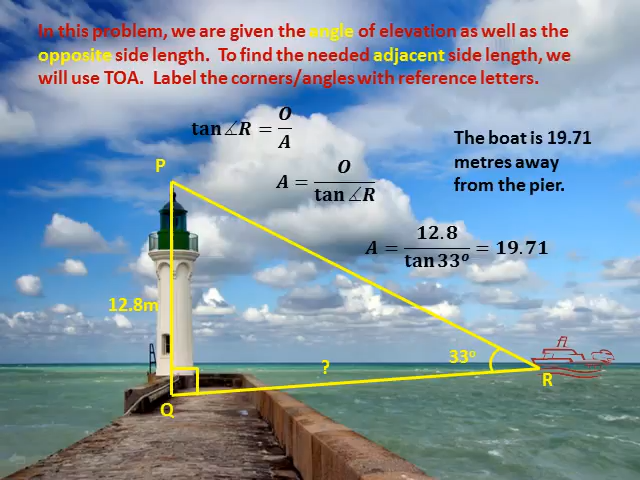 In this problem, we are given the angle of elevation as well as the
opposite side length. To find the needed adjacent side length, we
will use TOA. Label the corners/angles with reference letters.
tan∠R = O/A
The boat is 19.71
metres away
from the pier.
P
A = O/tan∠R
A = 12.8/tan33° = 19.71
12.8m
33°
?
R
Q